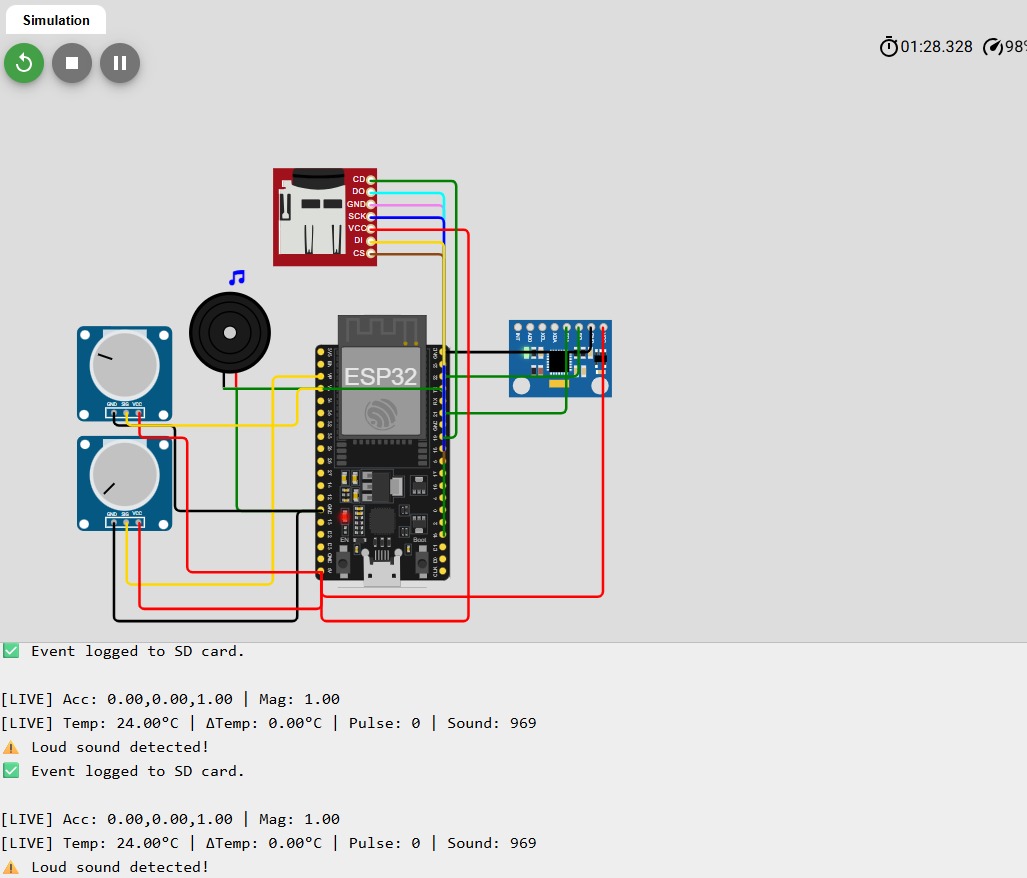 Simulation
01:28.328 98%
CD
DO
GND
SCK
VCC
DI
CS
ESP32
GND SIG VCC
GND SIG VCC
EN
Boot
✅ Event logged to SD card.
[LIVE] Acc: 0.00,0.00,1.00 | Mag: 1.00
[LIVE] Temp: 24.00°C | ΔTemp: 0.00°C | Pulse: 0 | Sound: 969
⚠️ Loud sound detected!
✅ Event logged to SD card.
[LIVE] Acc: 0.00,0.00,1.00 | Mag: 1.00
[LIVE] Temp: 24.00°C | ΔTemp: 0.00°C | Pulse: 0 | Sound: 969
⚠️ Loud sound detected!